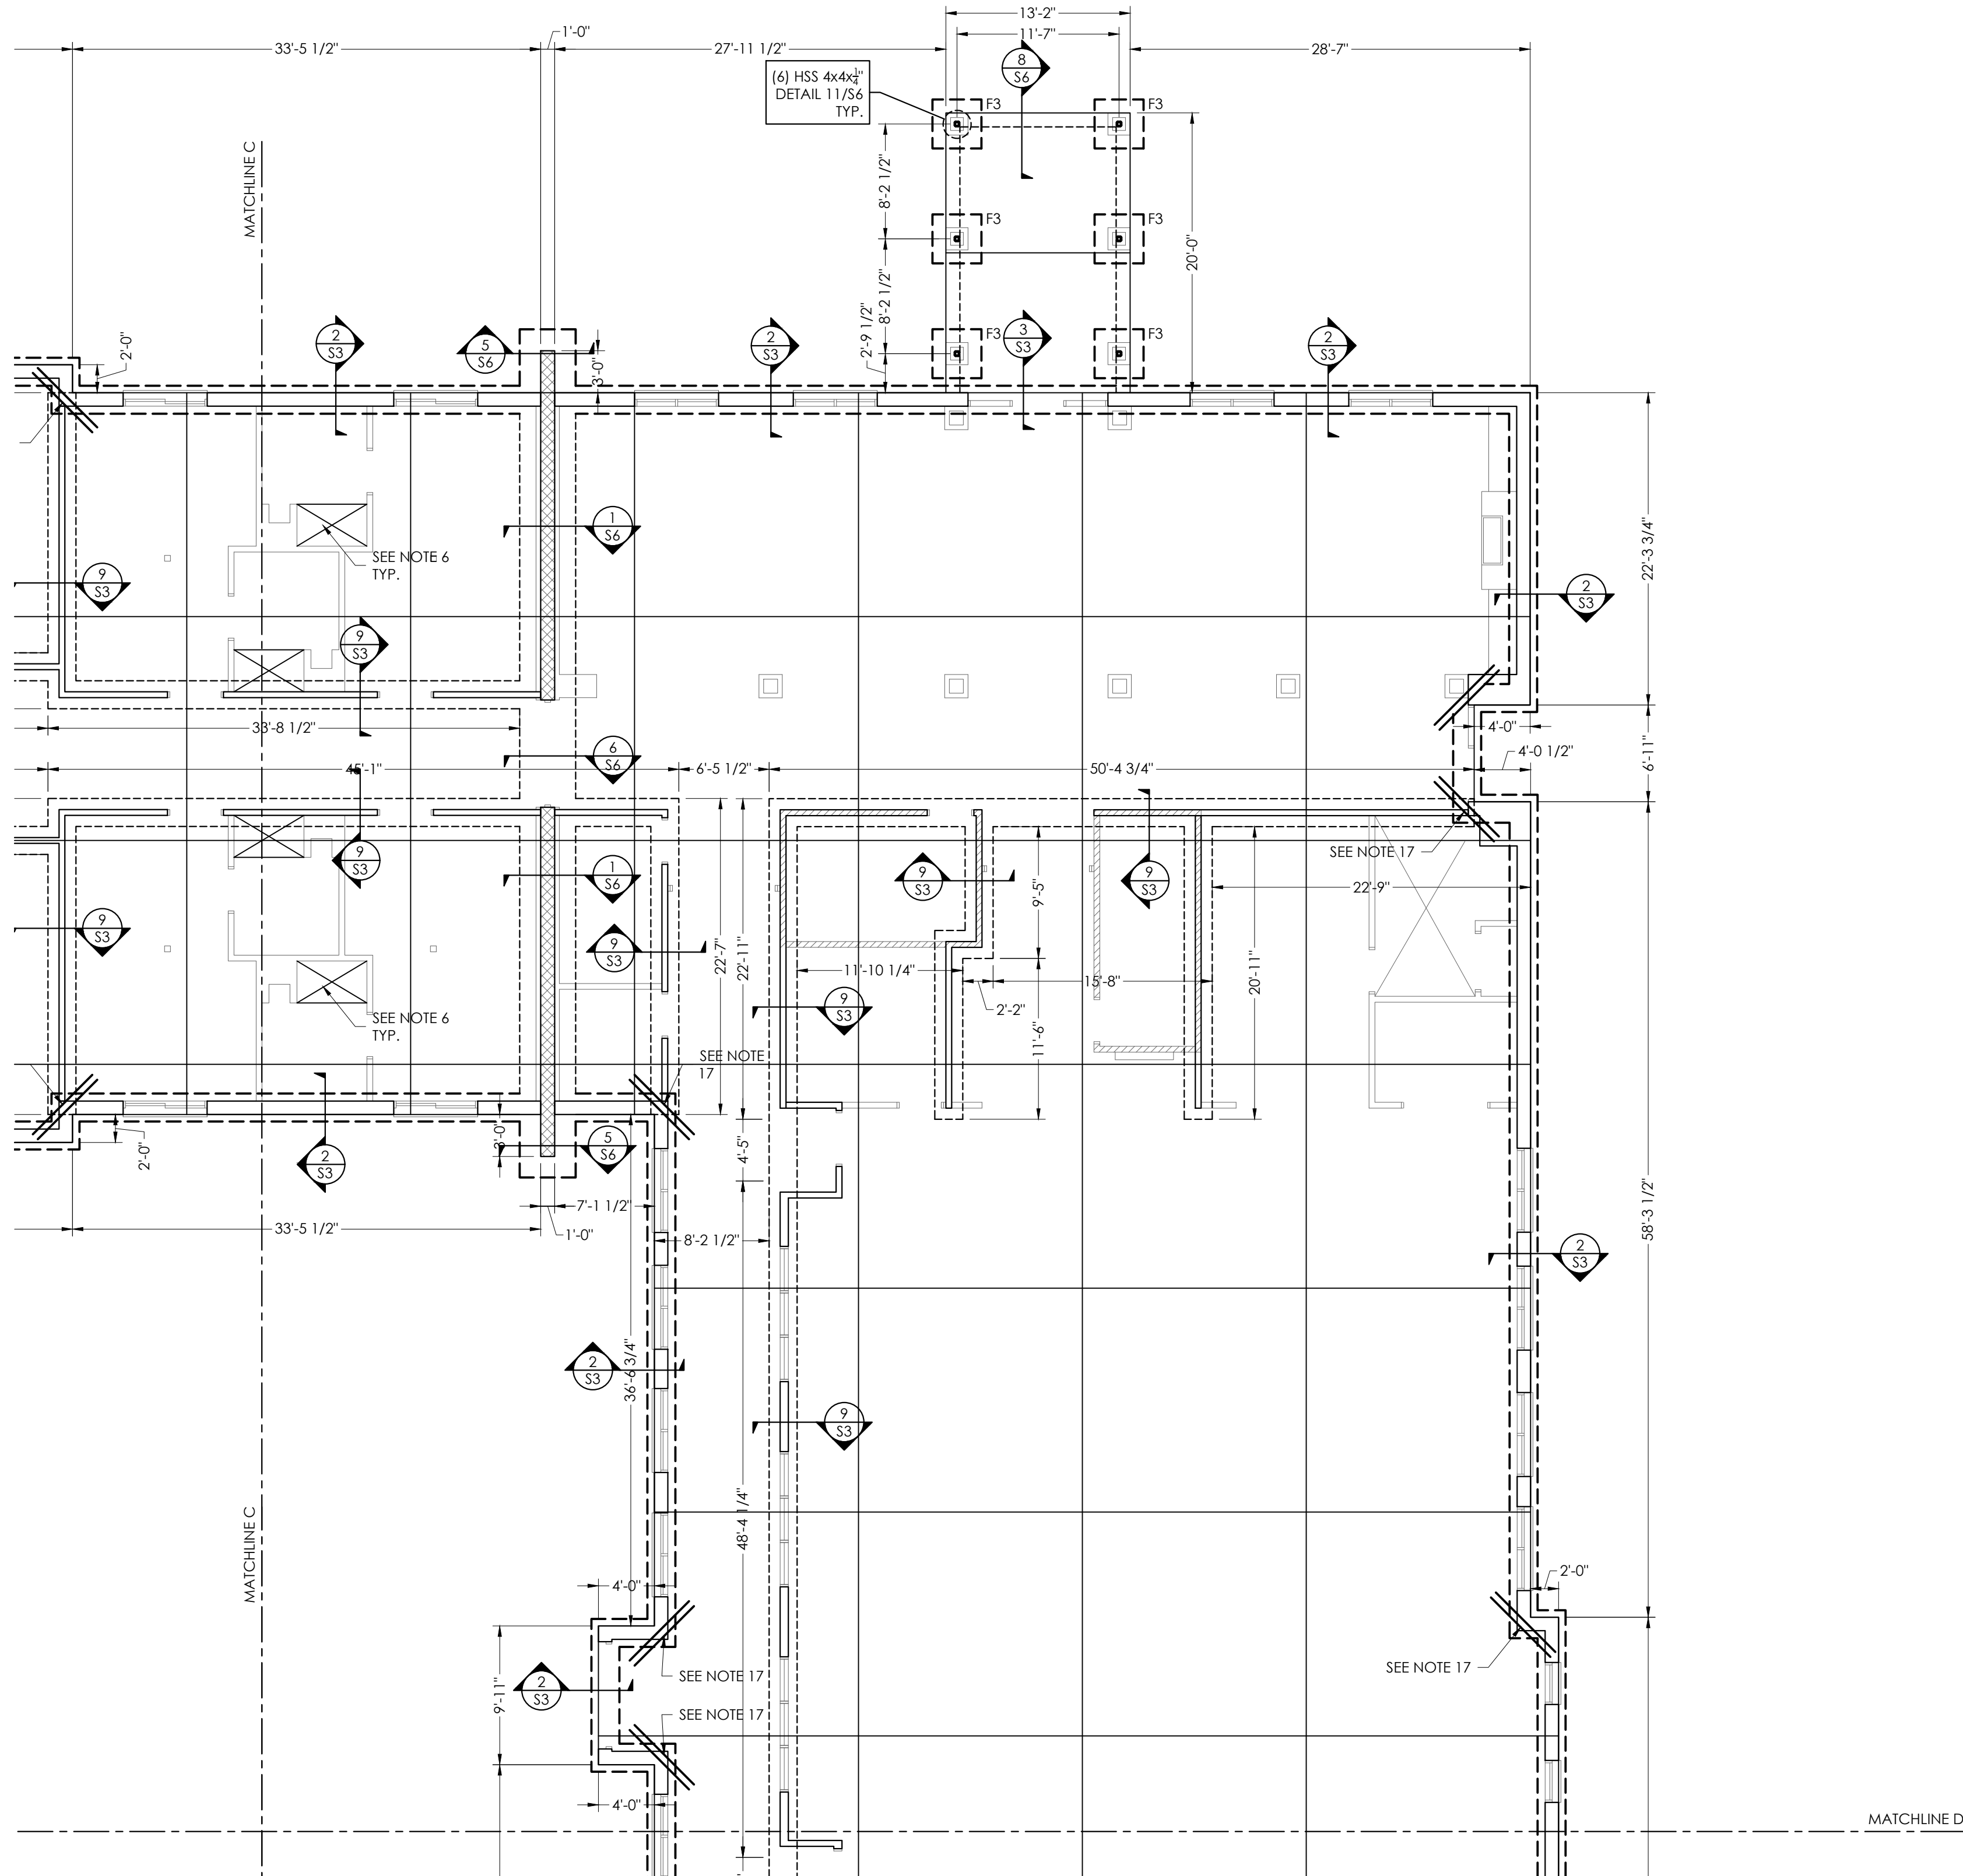 13'-2"
1'-0"
11'-7"
33'-5 1/2"
27'-11 1/2"
28'-7"
8
S6
(6) HSS 4x4x1/4"
DETAIL 11/S6
TYP.
F3
F3
MATCHLINE C
8'-2 1/2"
F3
F3
20'-0"
8'-2 1/2"
2'-9 1/2"
2'-0"
2
S3
5
S6
2
S3
F3
3
S3
F3
2
S3
3'-0"
1
S6
22'-3 3/4"
SEE NOTE 6
TYP.
9
S3
2
S3
9
S3
33'-8 1/2"
4'-0"
6
S6
4'-0 1/2"
6'-11"
45'-1"
6'-5 1/2"
50'-4 3/4"
9
S3
SEE NOTE 17
1
S6
9
S3
9
S3
22'-9"
9'-5"
9
S3
9
S3
22'-7"
22'-11"
11'-10 1/4"
15'-8"
20'-11"
9
S3
2'-2"
SEE NOTE 6
TYP.
11'-6"
SEE NOTE
17
3'-0"
5
S6
4'-5"
2'-0"
2
S3
7'-1 1/2"
33'-5 1/2"
1'-0"
8'-2 1/2"
58'-3 1/2"
2
S3
36'-6 3/4"
2
S3
9
S3
48'-4 1/4"
MATCHLINE C
4'-0"
2'-0"
SEE NOTE 17
SEE NOTE 17
9'-11"
2
S3
SEE NOTE 17
4'-0"
MATCHLINE D